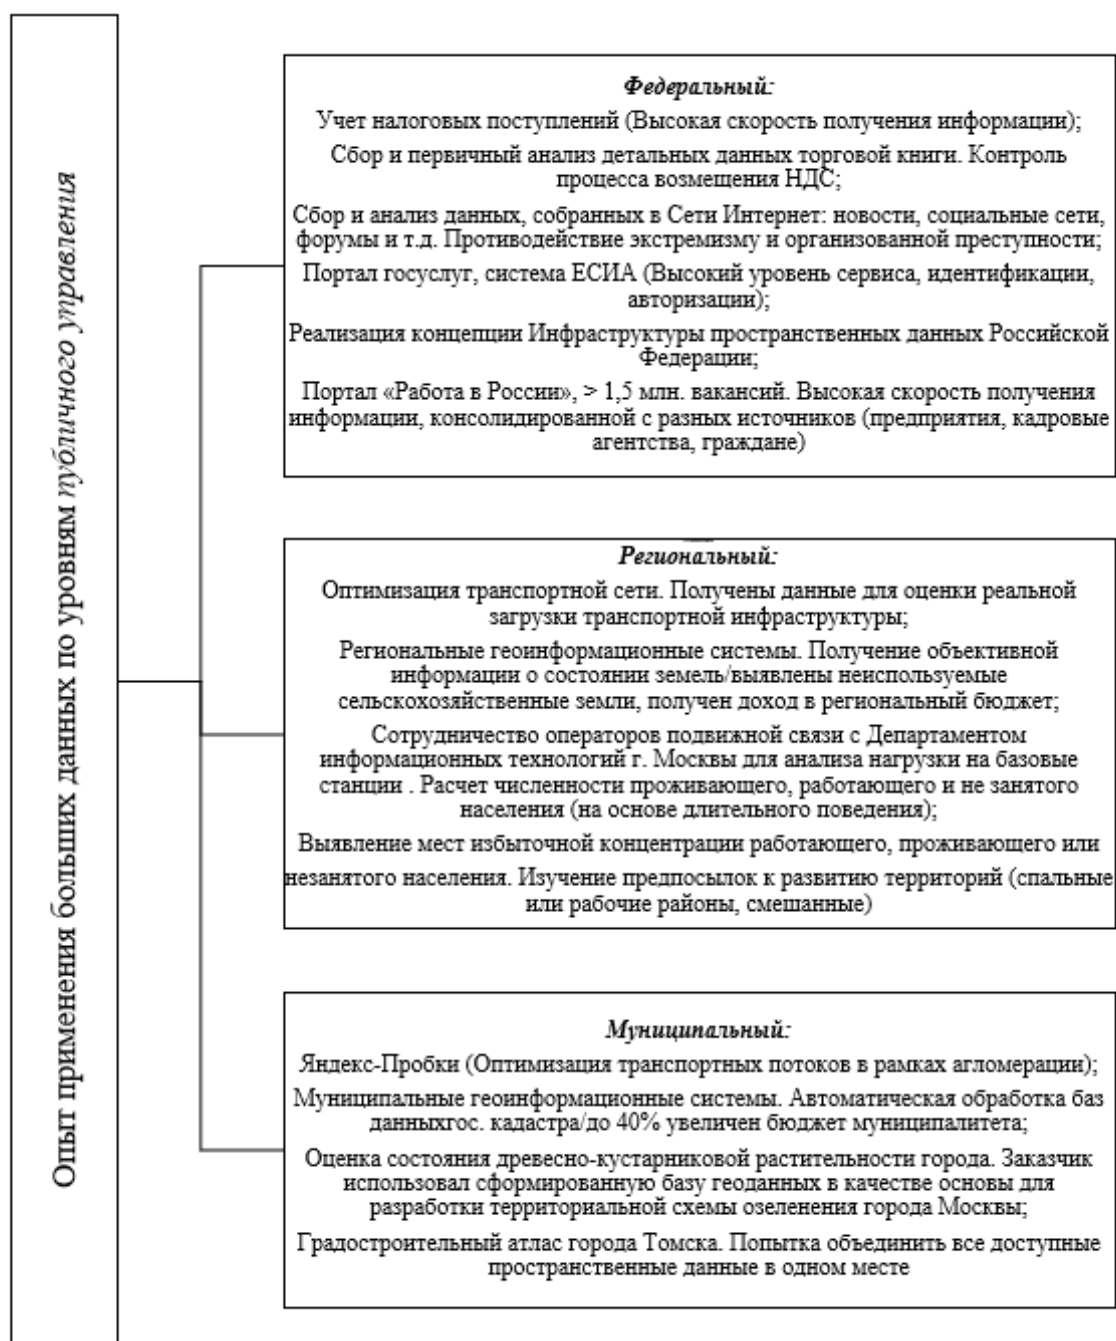 Опыт применения больших данных по уровням публичного управления
Федеральный:
Учет налоговых поступлений (Высокая скорость получения информации);
Сбор и первичный анализ детальных данных торговой книги. Контроль
процесса возмещения НДС;
Сбор и анализ данных, собранных в Сети Интернет: новости, социальные сети,
форумы и т.д. Противодействие экстремизму и организованной преступности;
Портал госуслуг, система ЕСИА (Высокий уровень сервиса, идентификации,
авторизации);
Реализация концепции Инфраструктуры пространственных данных Российской
Федерации;
Портал «Работа в России», > 1,5 млн. вакансий. Высокая скорость получения
информации, консолидированной с разных источников (предприятия, кадровые
агентства, граждане)
Региональный:
Оптимизация транспортной сети. Получены данные для оценки реальной
загрузки транспортной инфраструктуры;
Региональные геоинформационные системы. Получение объективной
информации о состоянии земель/выявлены неиспользуемые
сельскохозяйственные земли, получен доход в региональный бюджет;
Сотрудничество операторов подвижной связи с Департаментом
информационных технологий г. Москвы для анализа нагрузки на базовые
станции . Расчет численности проживающего, работающего и не занятого
населения (на основе длительного поведения);
Выявление мест избыточной концентрации работающего, проживающего или
незанятого населения. Изучение предпосылок к развитию территорий (спальные
или рабочие районы, смешанные)
Муниципальный:
Яндекс-Пробки (Оптимизация транспортных потоков в рамках агломерации);
Муниципальные геоинформационные системы. Автоматическая обработка баз
данныхгос. кадастра/до 40% увеличен бюджет муниципалитета;
Оценка состояния древесно-кустарниковой растительности города. Заказчик
использовал сформированную базу геоданных в качестве основы для
разработки территориальной схемы озеленения города Москвы;
Градостроительный атлас города Томска. Попытка объединить все доступные
пространственные данные в одном месте